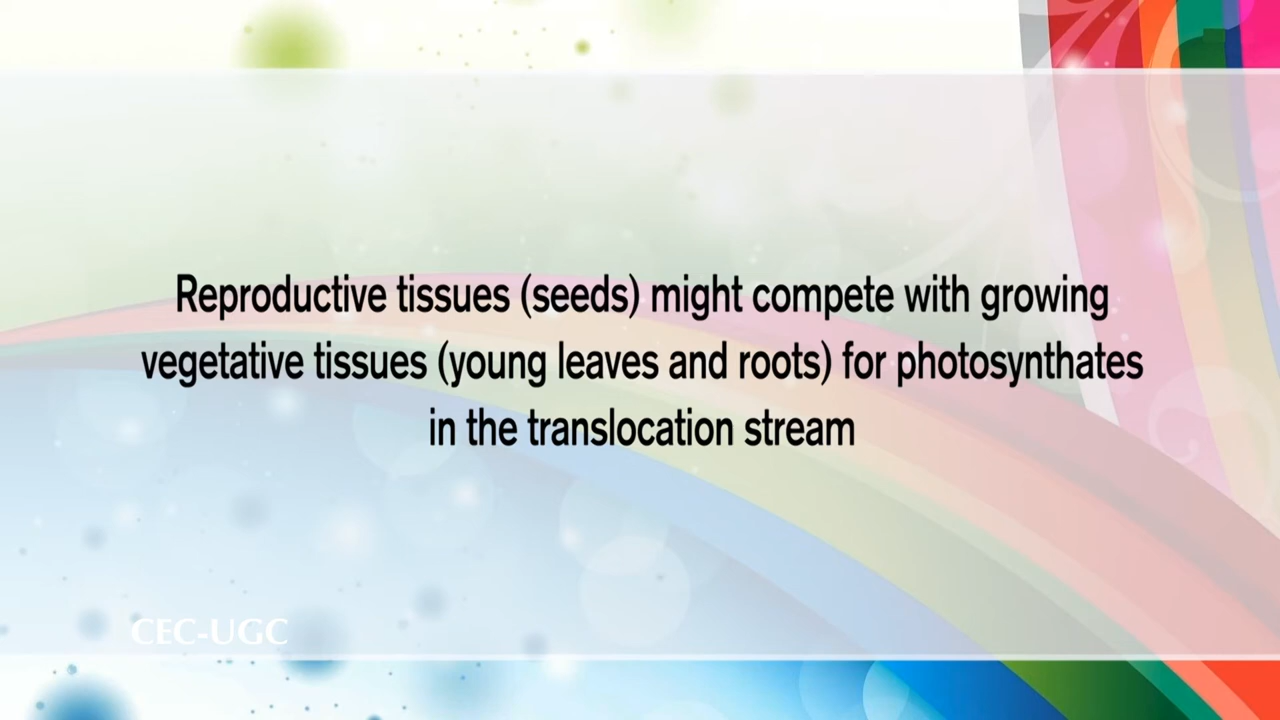 Reproductive tissues (seeds) might compete with growing
vegetative tissues (young leaves and roots) for photosynthates
in the translocation stream
CEC-UGC